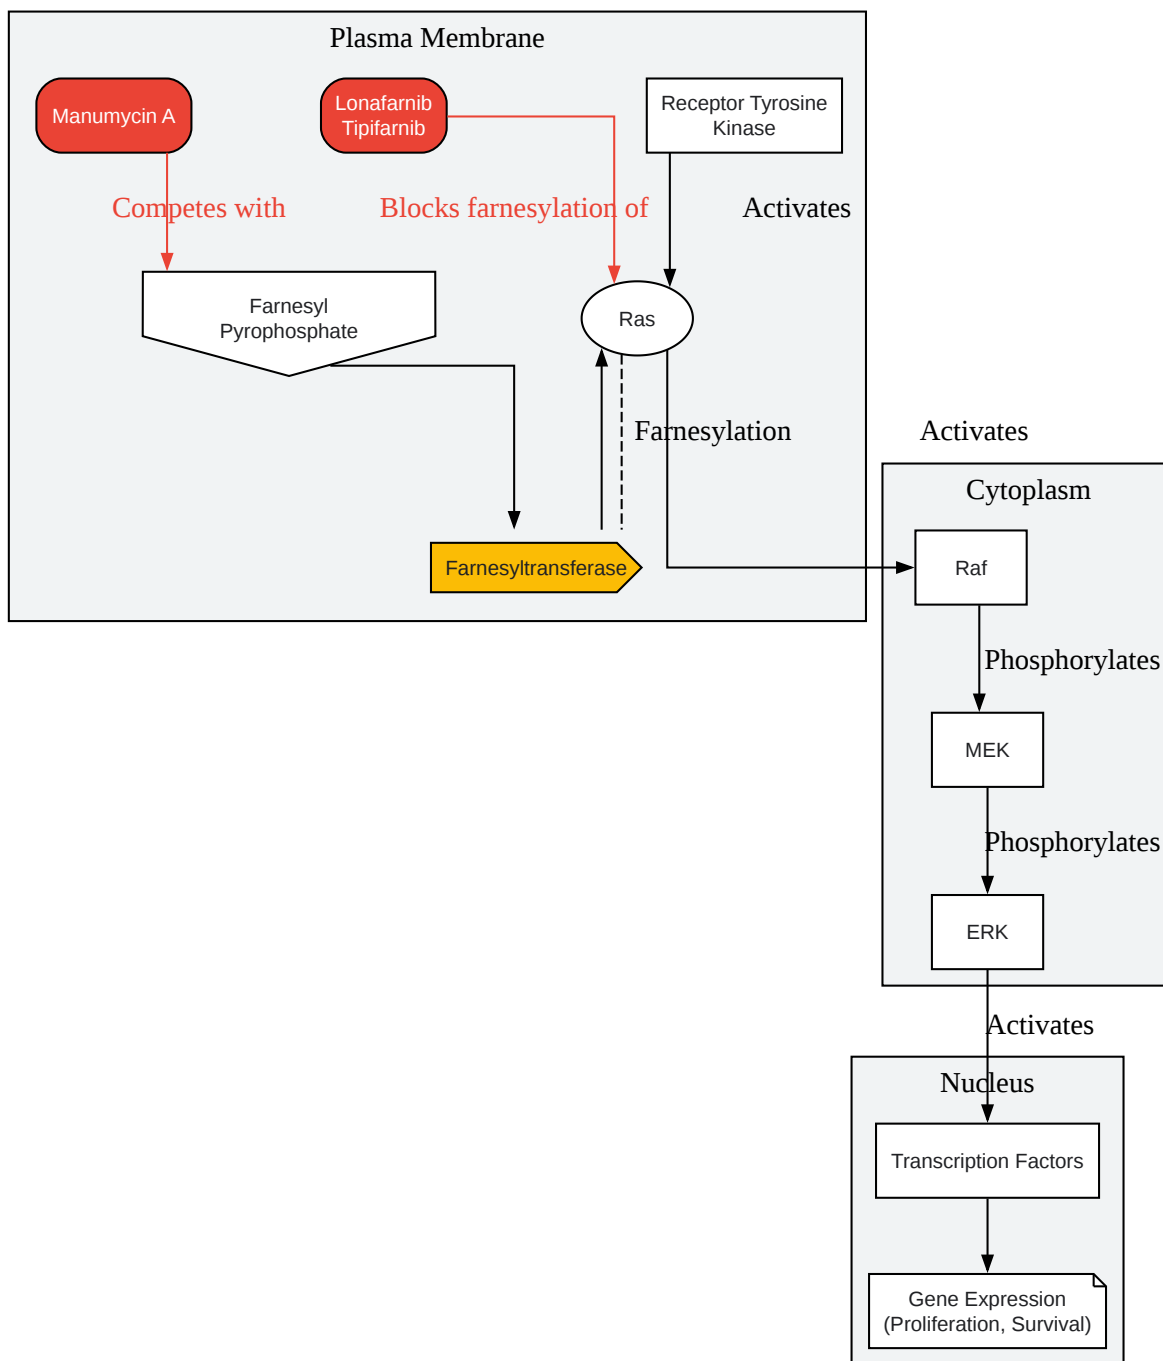 Plasma Membrane
Manumycin A
Lonafarnib
Tipifarnib
Receptor Tyrosine
Kinase
Competes with
Blocks farnesylation of
Activates
Farnesyl
Pyrophosphate
Ras
Farnesylation
Activates
Farnesyltransferase
Cytoplasm
Raf
Phosphorylates
MEK
Phosphorylates
ERK
Activates
Nucleus
Transcription Factors
Gene Expression
(Proliferation, Survival)